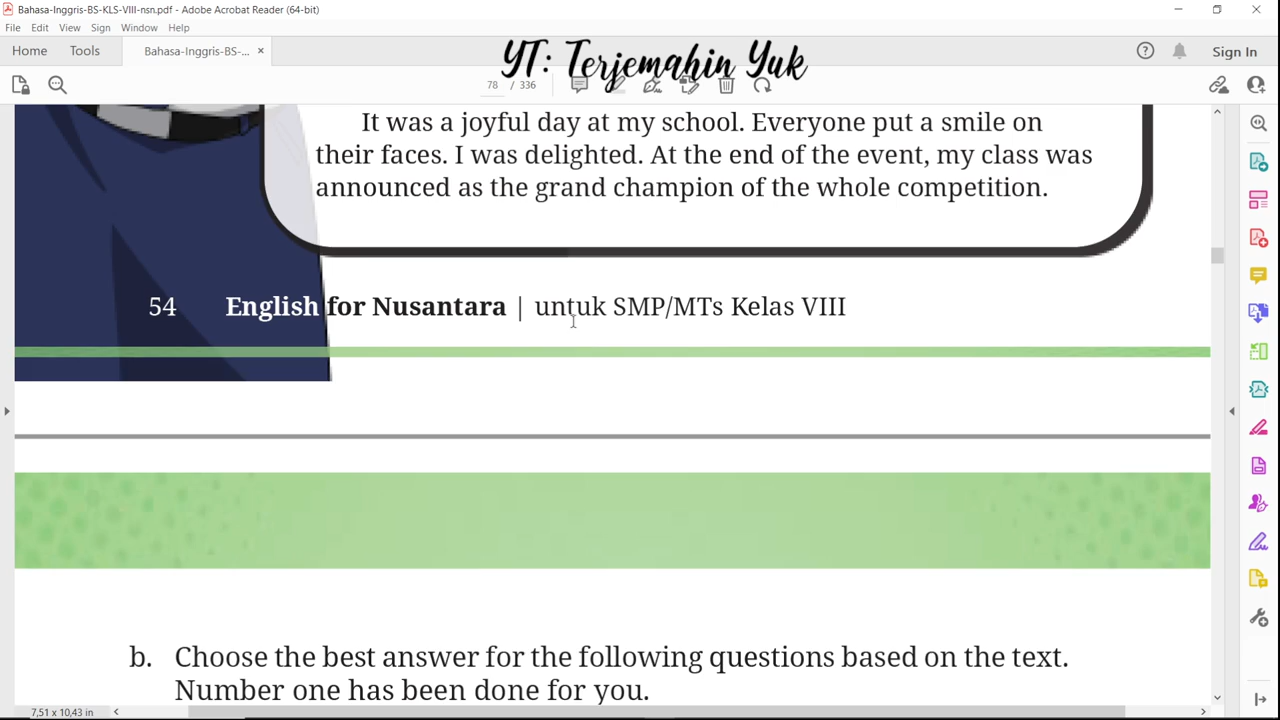 Bahasa-Inggris-BS-KLS-VIII-nsn.pdf - Adobe Acrobat Reader (64-bit)
File Edit View Sign Window Help
Home Tools Bahasa-Inggris-BS-... × Sign In
YT: Terjemahin Yuk
78 / 336
It was a joyful day at my school. Everyone put a smile on
their faces. I was delighted. At the end of the event, my class was
announced as the grand champion of the whole competition.
54 English for Nusantara | untuk SMP/MTs Kelas VIII
b. Choose the best answer for the following questions based on the text.
Number one has been done for you.
7,51 x 10,43 in